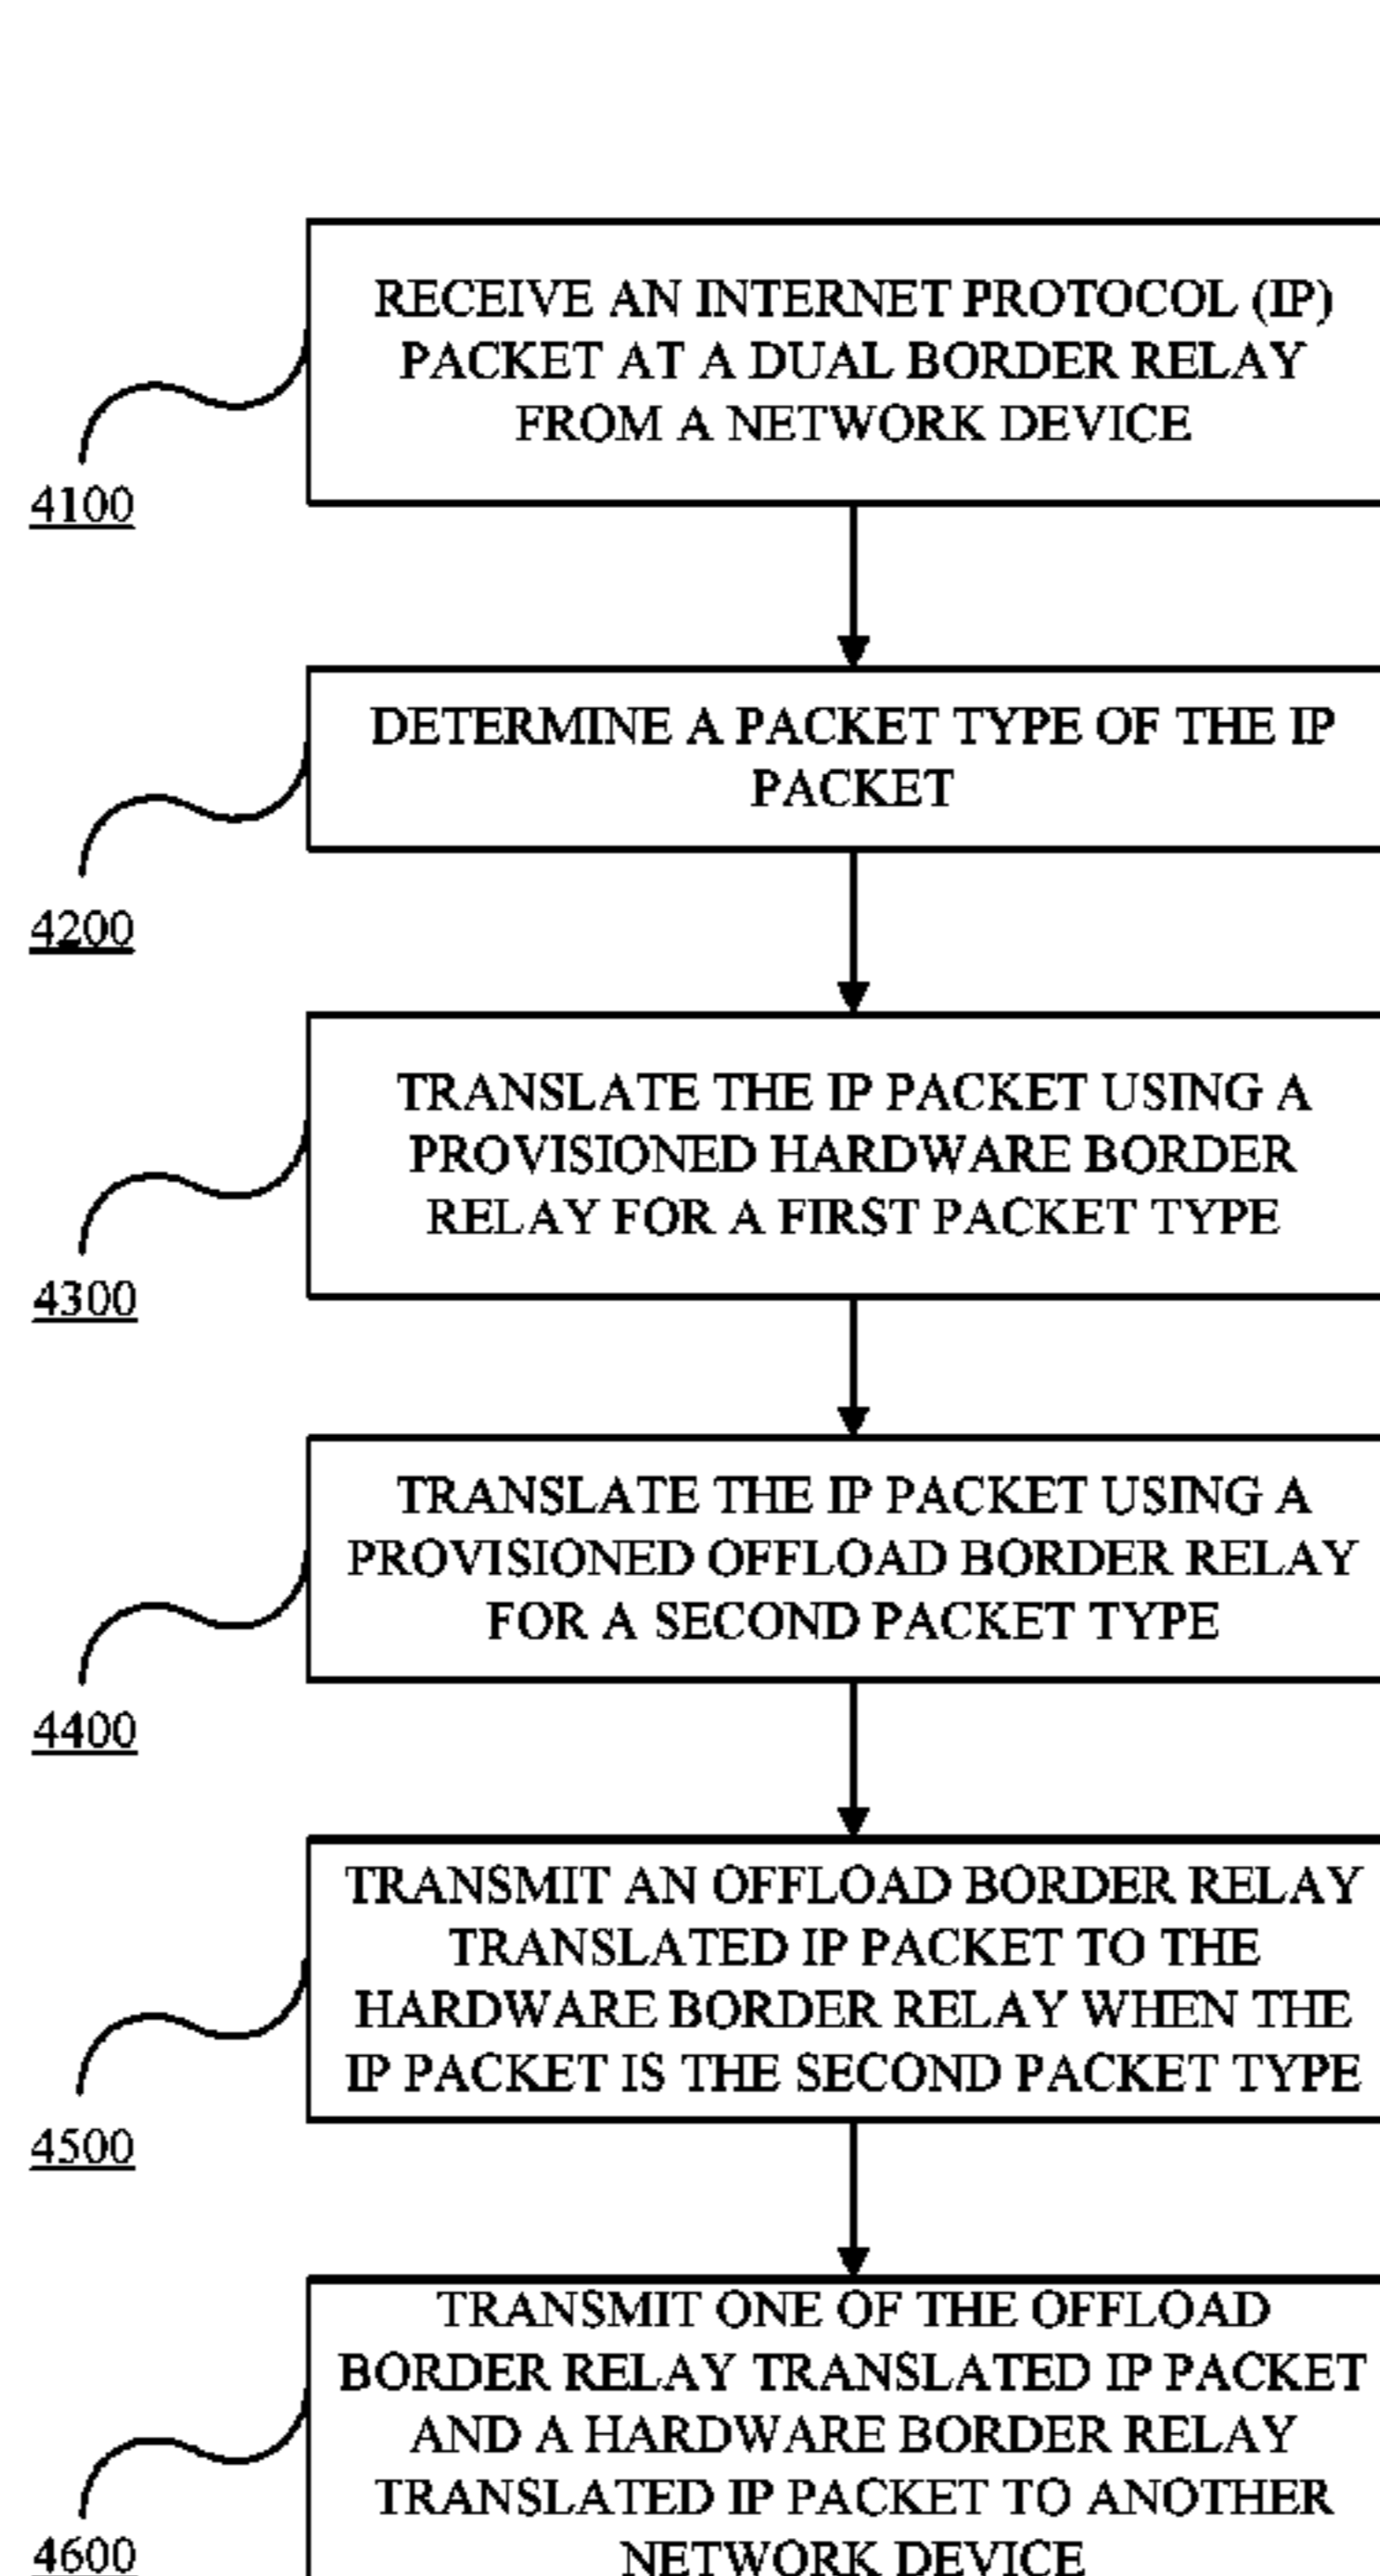 RECEIVE AN INTERNET PROTOCOL (IP)
PACKET AT A DUAL BORDER RELAY
FROM A NETWORK DEVICE
4100
DETERMINE A PACKET TYPE OF THE IP
PACKET
4200
TRANSLATE THE IP PACKET USING A
PROVISIONED HARDWARE BORDER
RELAY FOR A FIRST PACKET TYPE
4300
TRANSLATE THE IP PACKET USING A
PROVISIONED OFFLOAD BORDER RELAY
FOR A SECOND PACKET TYPE
4400
TRANSMIT AN OFFLOAD BORDER RELAY
TRANSLATED IP PACKET TO THE
HARDWARE BORDER RELAY WHEN THE
IP PACKET IS THE SECOND PACKET TYPE
4500
TRANSMIT ONE OF THE OFFLOAD
BORDER RELAY TRANSLATED IP PACKET
AND A HARDWARE BORDER RELAY
TRANSLATED IP PACKET TO ANOTHER
NETWORK DEVICE
4600